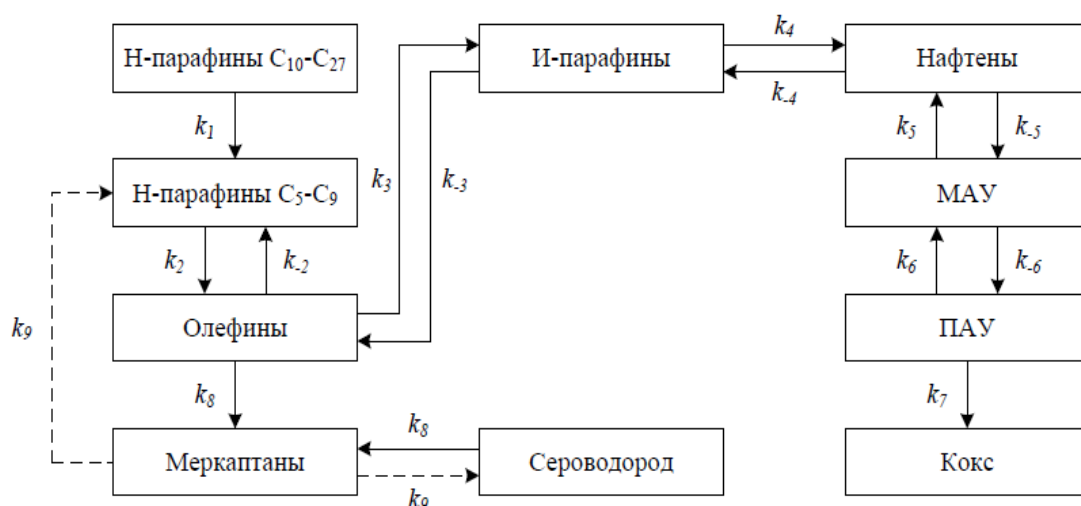 Н-парафины C10-C27
И-парафины
Нафтены
k4
k-4
k1
k5
k-5
Н-парафины C5-C9
МАУ
k3
k-3
k2
k-2
k6
k-6
Олефины
ПАУ
k9
k8
k7
Меркаптаны
k8
Сероводород
Кокс
k9